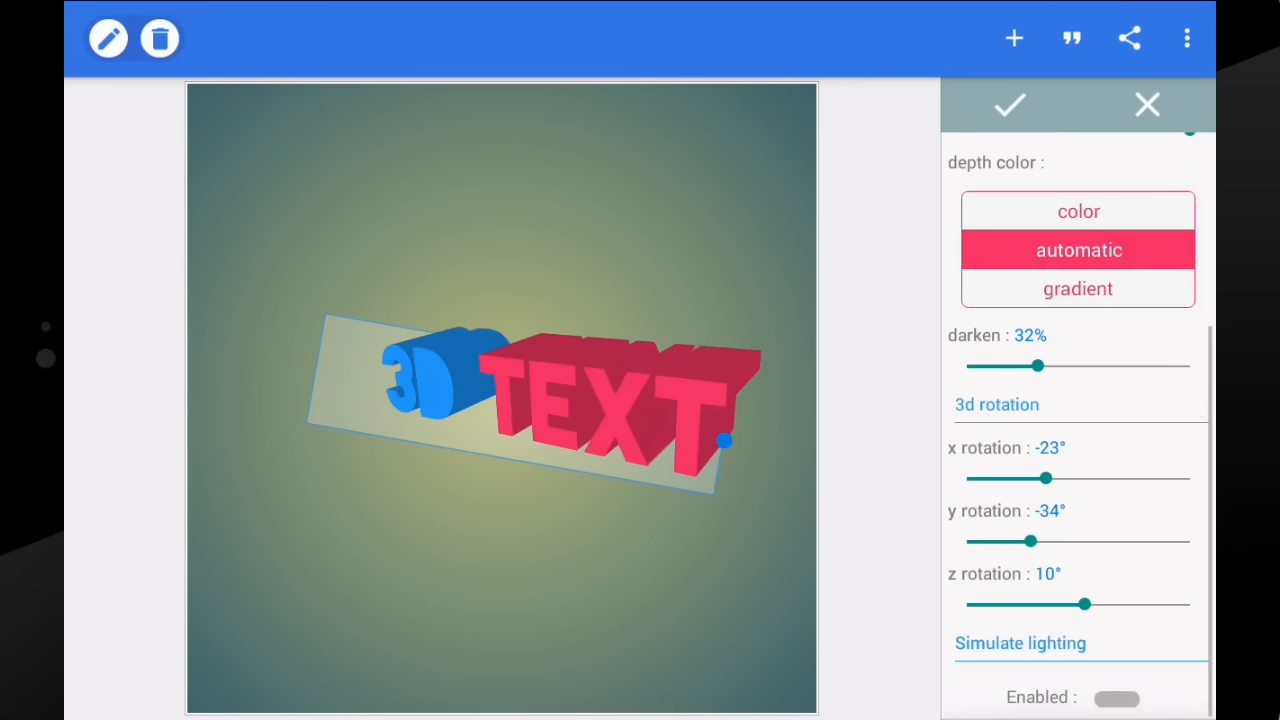 depth color :
color
automatic
gradient
darken : 32%
3d rotation
x rotation : -23°
y rotation : -34°
z rotation : 10°
Simulate lighting
Enabled :
3D TEXT